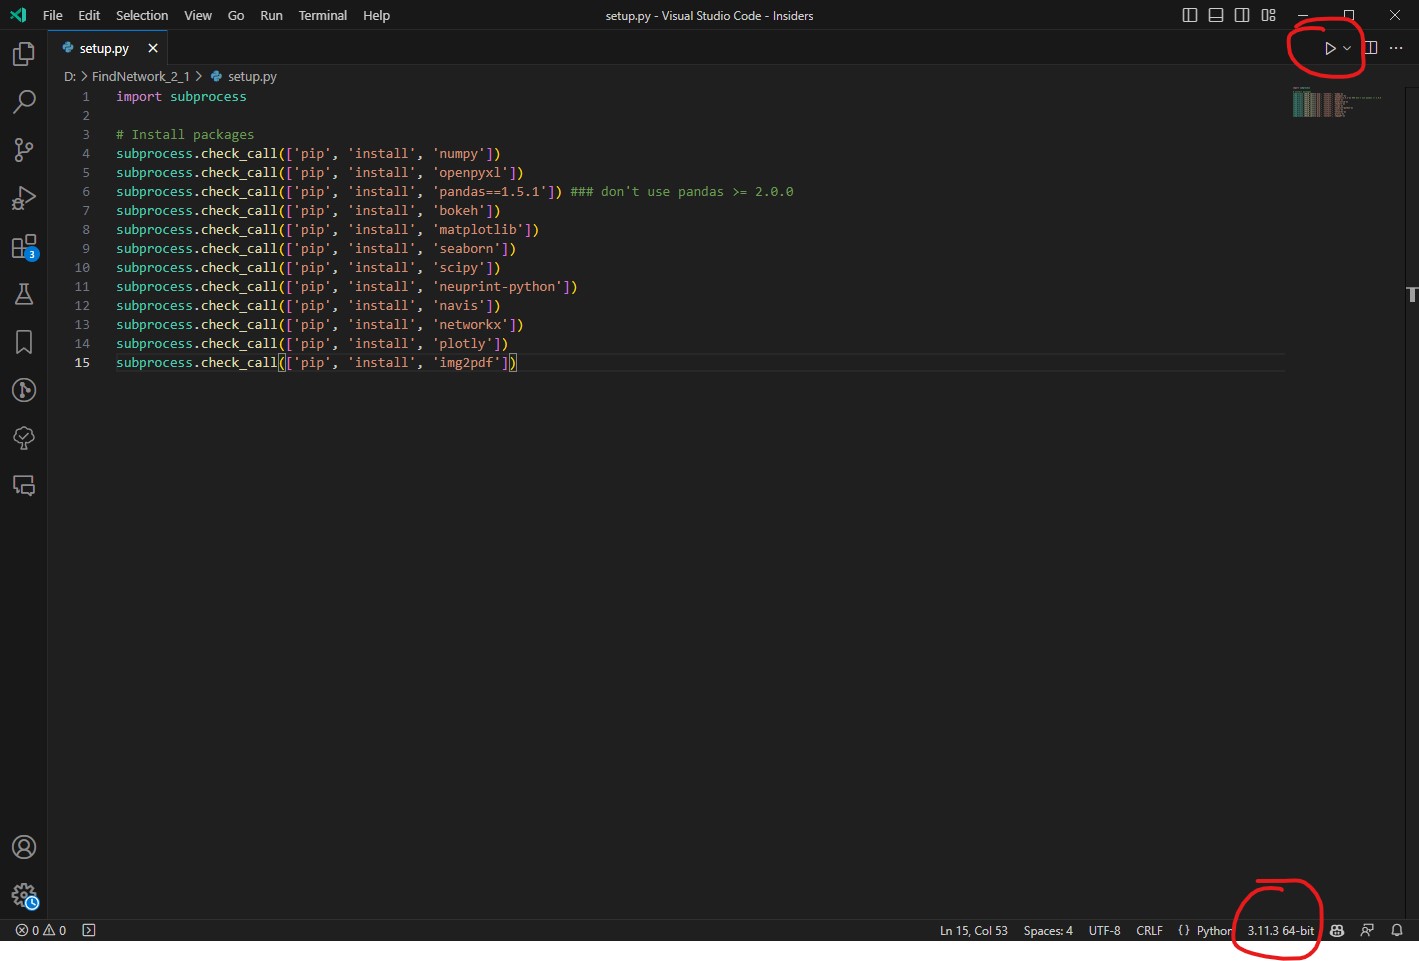 File Edit Selection View Go Run Terminal Help
setup.py - Visual Studio Code - Insiders
setup.py
D: > FindNetwork_2_1 > setup.py
1 import subprocess
2
3 # Install packages
4 subprocess.check_call(['pip', 'install', 'numpy'])
5 subprocess.check_call(['pip', 'install', 'openpyxl'])
6 subprocess.check_call(['pip', 'install', 'pandas==1.5.1']) ### don't use pandas >= 2.0.0
7 subprocess.check_call(['pip', 'install', 'bokeh'])
8 subprocess.check_call(['pip', 'install', 'matplotlib'])
9 subprocess.check_call(['pip', 'install', 'seaborn'])
10 subprocess.check_call(['pip', 'install', 'scipy'])
11 subprocess.check_call(['pip', 'install', 'neuprint-python'])
12 subprocess.check_call(['pip', 'install', 'navis'])
13 subprocess.check_call(['pip', 'install', 'networkx'])
14 subprocess.check_call(['pip', 'install', 'plotly'])
15 subprocess.check_call(['pip', 'install', 'img2pdf'])
3
0 0
Ln 15, Col 53 Spaces: 4 UTF-8 CRLF {} Python 3.11.3 64-bit